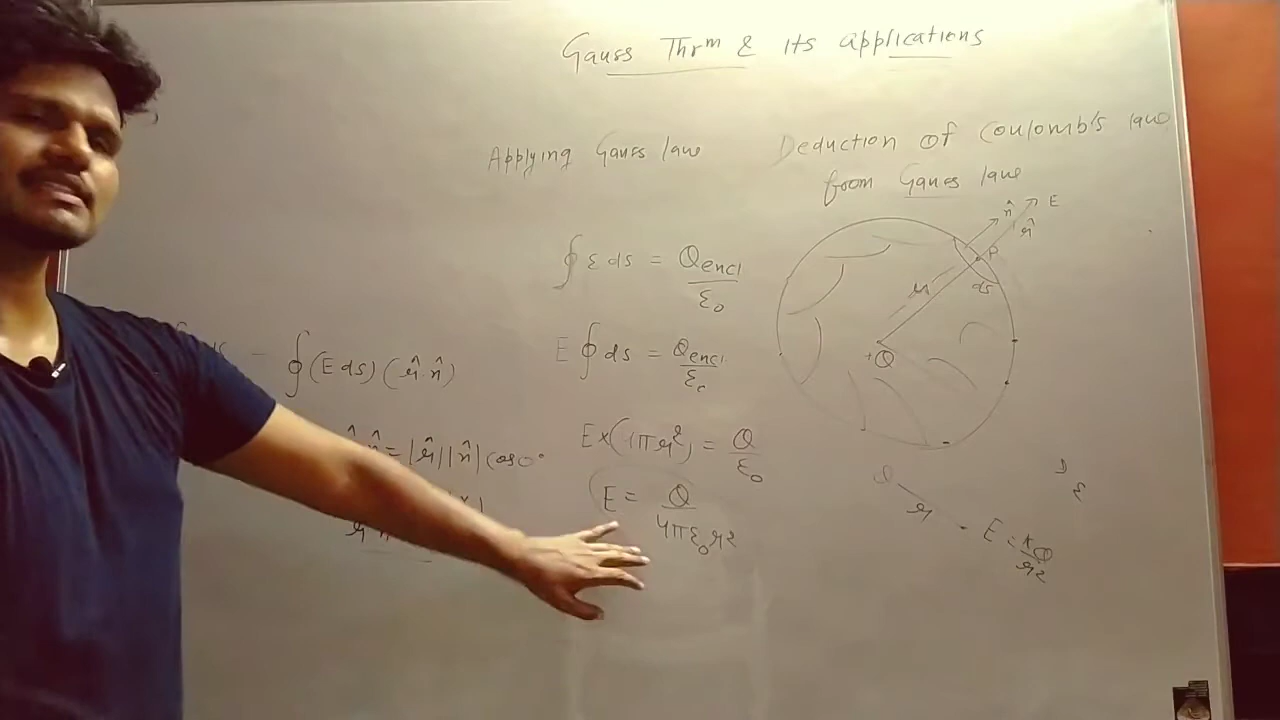 Gauss Thrm & its applications
Applying Gauss law
Deduction of Coulomb's law
from Gauss law
∮ E ds = Qencl / ε₀
E ∮ ds = Qencl / ε₀
E×(4πr²) = Q / ε₀
E = Q / 4πε₀r²
∮(E ds)(r̂.n̂)
n̂ = |r̂||n̂| cos 0°
n̂
E
r̂
P
ds
r
+Q
Q
r
E = kQ / r²